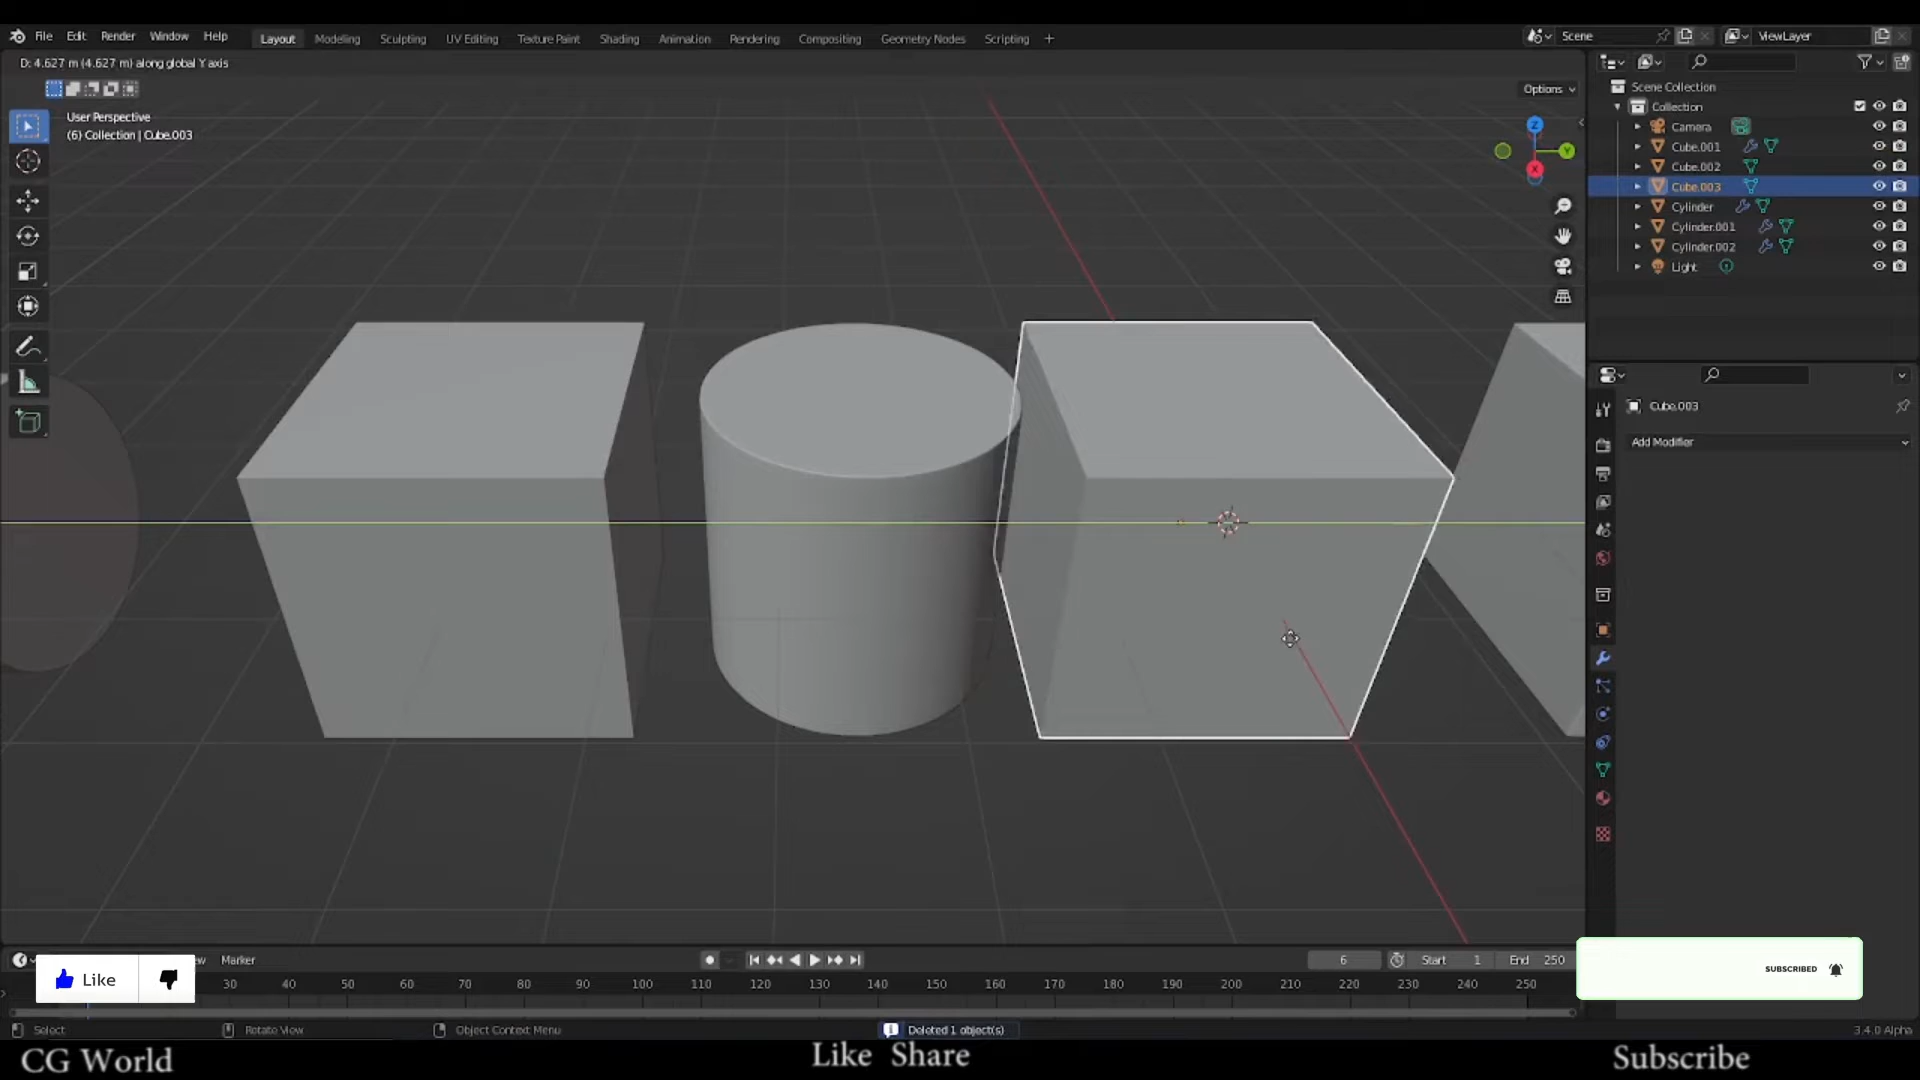 File Edit Render Window Help Layout Modeling Sculpting UV Editing Texture Paint Shading Animation Rendering Compositing Geometry Nodes Scripting + Scene ViewLayer
D: 4.627 m (4.627 m) along global Y axis
Options
User Perspective
(6) Collection | Cube.003
Z
Y
X
Scene Collection
Collection
Camera
Cube.001
Cube.002
Cube.003
Cylinder
Cylinder.001
Cylinder.002
Light
Cube.003
Add Modifier
Marker 6 Start 1 End 250
Like
SUBSCRIBED
30 40 50 60 70 80 90 100 110 120 130 140 150 160 170 180 190 200 210 220 230 240 250
Select Rotate View Object Context Menu Deleted 1 object(s) 3.4.0 Alpha
CG World Like Share Subscribe